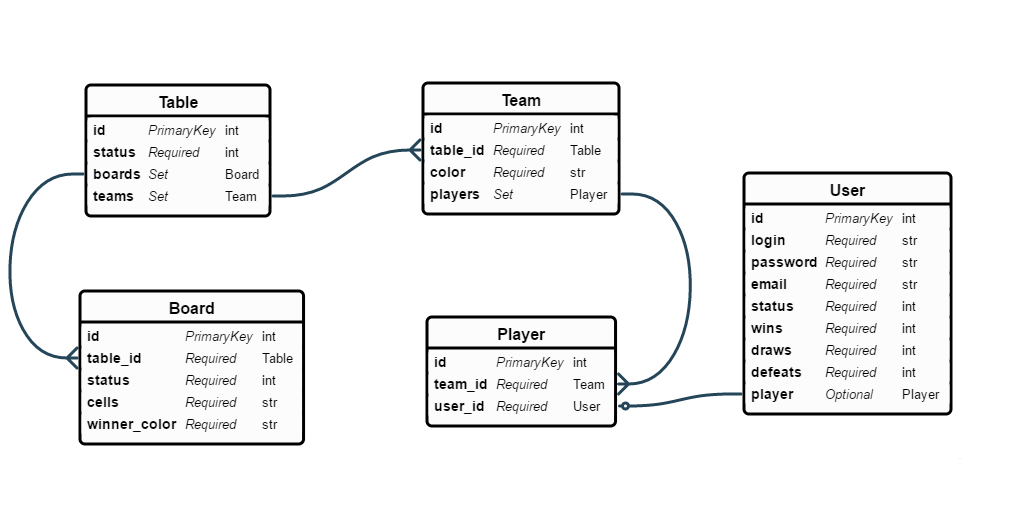 Table
id PrimaryKey int
status Required int
boards Set Board
teams Set Team
Team
id PrimaryKey int
table_id Required Table
color Required str
players Set Player
User
id PrimaryKey int
login Required str
password Required str
email Required str
status Required int
wins Required int
draws Required int
defeats Required int
player Optional Player
Board
id PrimaryKey int
table_id Required Table
status Required int
cells Required str
winner_color Required str
Player
id PrimaryKey int
team_id Required Team
user_id Required User